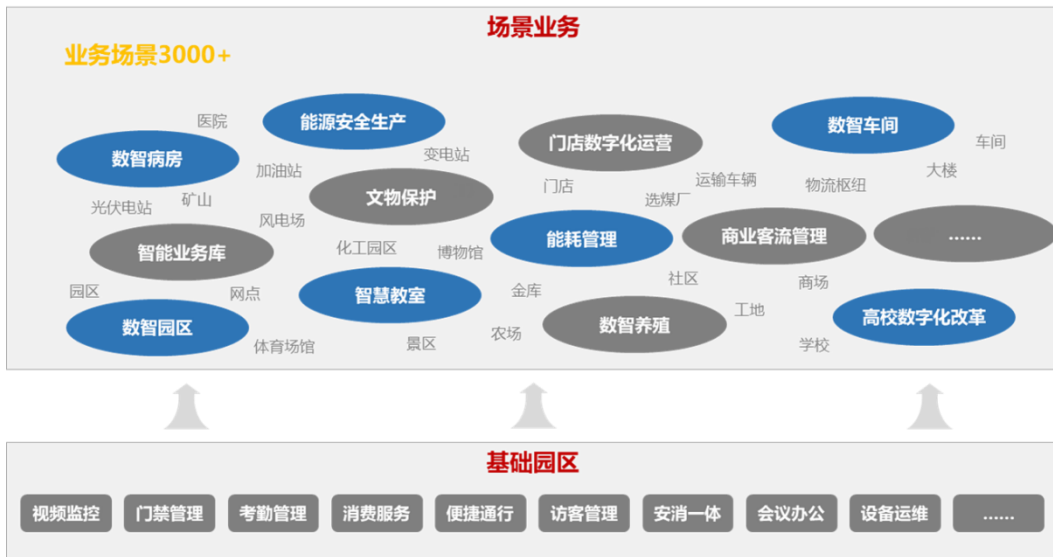 场景业务
业务场景3000+
医院
能源安全生产
数智车间
数智病房
加油站
变电站
门店数字化运营
车间
光伏电站
矿山
文物保护
门店
选煤厂
运输车辆
物流枢纽
大楼
风电场
智能业务库
化工园区
博物馆
能耗管理
商业客流管理
......
园区
网点
智慧教室
金库
社区
商场
数智园区
体育场馆
景区
农场
数智养殖
工地
高校数字化改革
学校
基础园区
视频监控 门禁管理 考勤管理 消费服务 便捷通行 访客管理 安消一体 会议办公 设备运维 ......